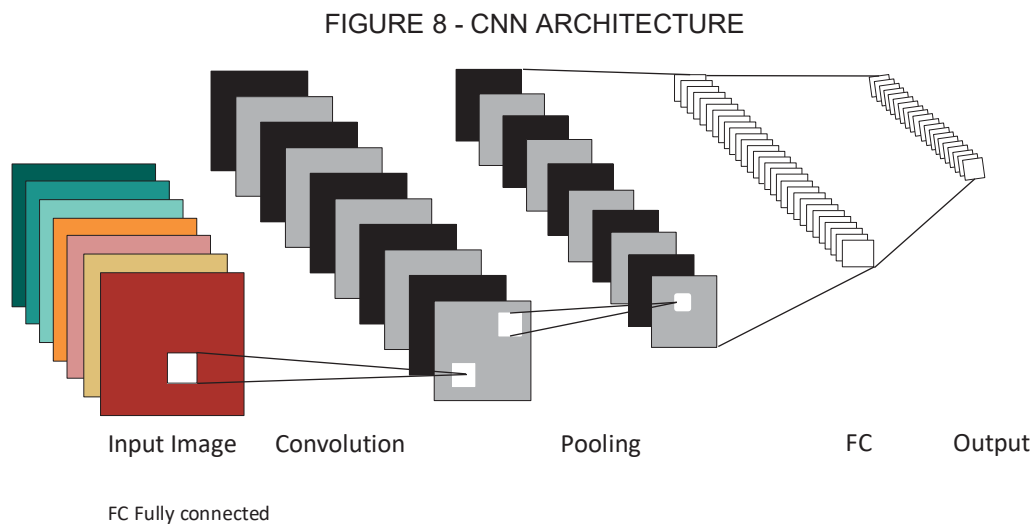 FIGURE 8 - CNN ARCHITECTURE
Input Image Convolution Pooling FC Output
FC Fully connected